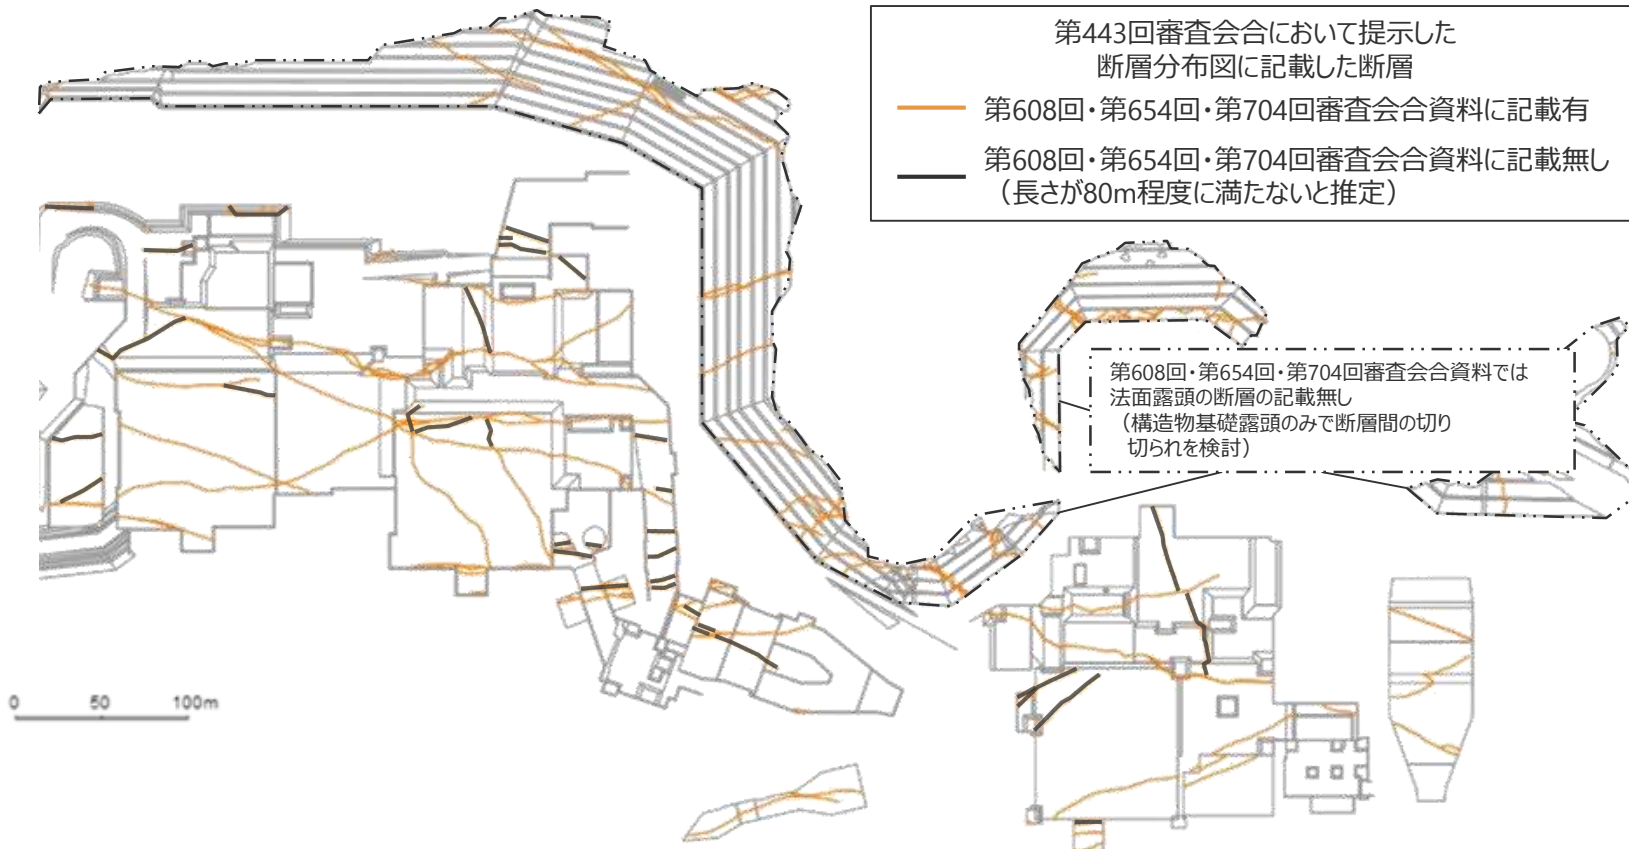 第443回審査会合において提示した
断層分布図に記載した断層
第608回・第654回・第704回審査会合資料に記載有
第608回・第654回・第704回審査会合資料に記載無し
（長さが80m程度に満たないと推定）
第608回・第654回・第704回審査会合資料では
法面露頭の断層の記載無し
（構造物基礎露頭のみで断層間の切り
切られを検討）
0 50 100m